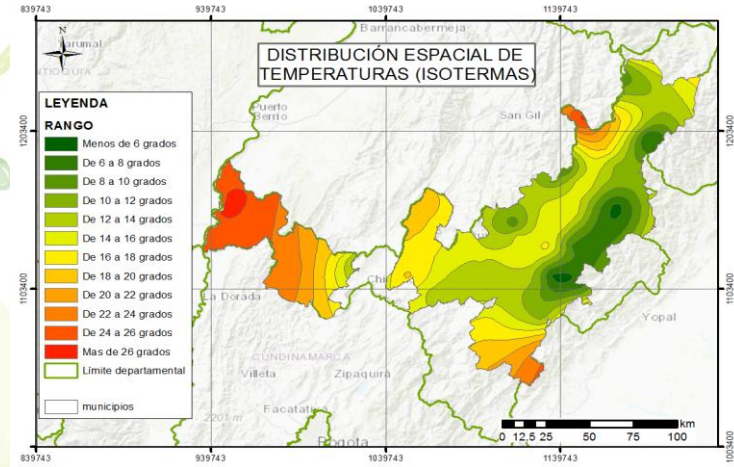 839743 939743 1039743 1139743
Barrancabermeja
N
Yarumal
DISTRIBUCIÓN ESPACIAL DE
TEMPERATURAS (ISOTERMAS)
LEYENDA
RANGO
Menos de 6 grados
De 6 a 8 grados
De 8 a 10 grados
De 10 a 12 grados
De 12 a 14 grados
De 14 a 16 grados
De 16 a 18 grados
De 18 a 20 grados
De 20 a 22 grados
De 22 a 24 grados
De 24 a 26 grados
Mas de 26 grados
Límite departamental
municipios
Puerto
Berrío
San Gil
1203400
1203400
1103400
1103400
La Dorada
Yopal
CUNDINAMARCA
Villeta
Zipaquirá
2201 m
Bogota
km
0 12.5 25 50 75 100
1003400
839743 939743 1039743 1139743